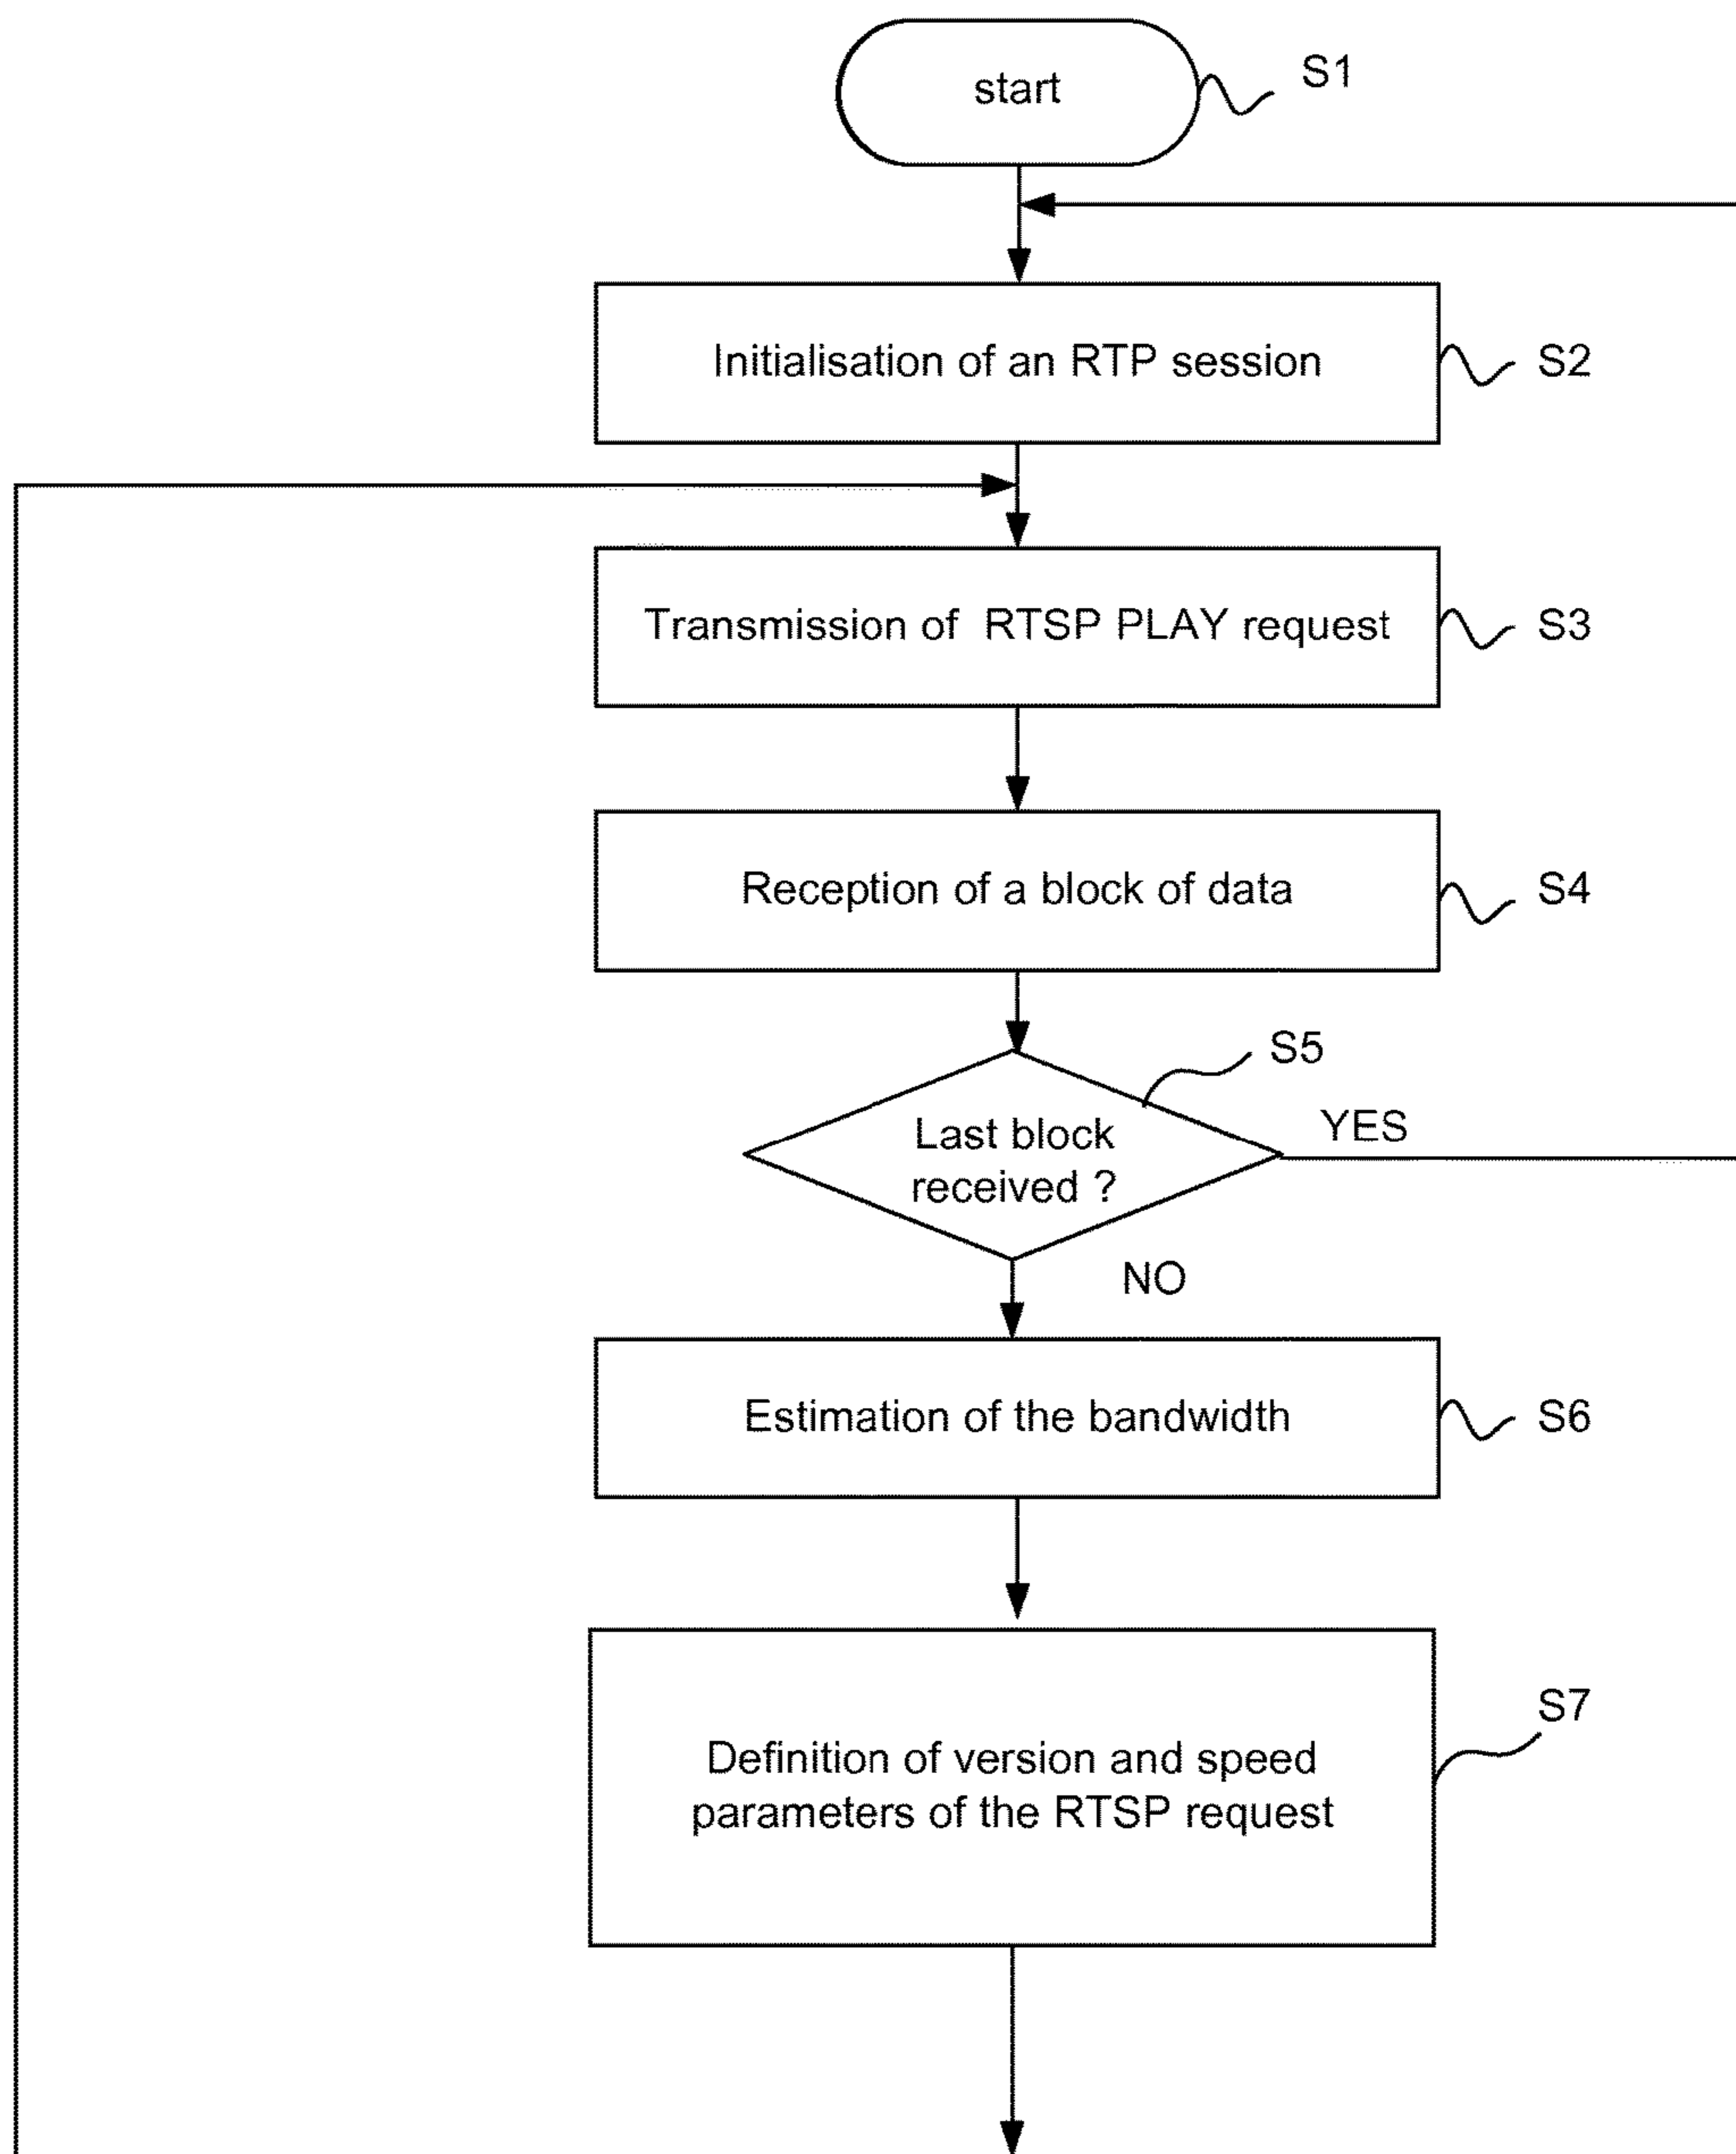 start
S1
Initialisation of an RTP session
S2
Transmission of RTSP PLAY request
S3
Reception of a block of data
S4
S5
Last block
received ?
YES
NO
Estimation of the bandwidth
S6
Definition of version and speed
parameters of the RTSP request
S7